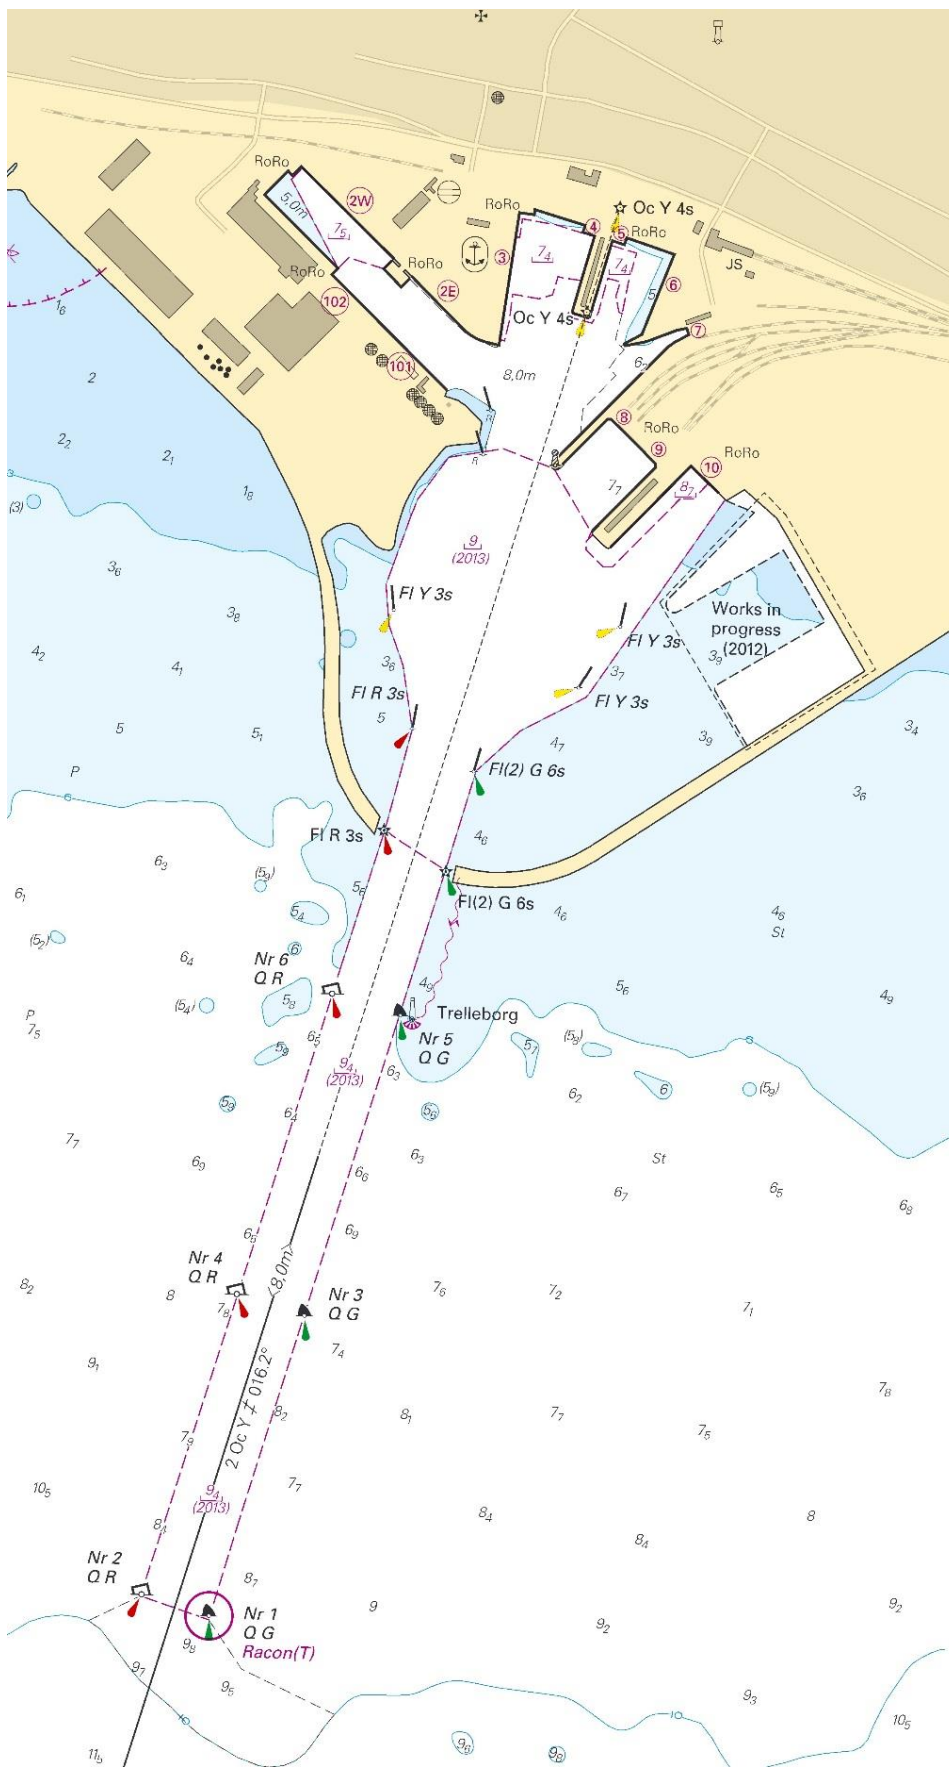 RoRo
5,0m
2W
7₅
RoRo
4
5
Oc Y 4s
RoRo
RoRo
RoRo
3
7₄
7₄
6
JS
102
2E
5
Oc Y 4s
7
1₆
101
8,0m
6₂
2
R
8
RoRo
2₂
2₁
R
9
10
RoRo
(3)
1₈
7₇
8₇
9
(2013)
3₆
3₆
3₈
Fl Y 3s
Works in
progress
(2012)
Fl Y 3s
4₂
4₁
3₆
3₇
3₉
Fl R 3s
Fl Y 3s
5
5₁
5
4₇
3₉
3₄
P
Fl(2) G 6s
3₆
Fl R 3s
4₆
6₃
(5₉)
5₆
Fl(2) G 6s
6₁
5₄
4₆
4₆
St
(5₂)
6₄
6
Nr 6
Q R
4₉
5₆
4₉
P
7₅
(5₄)
5₈
Trelleborg
6₅
Nr 5
Q G
5₉
5₁
(5₈)
9₄
(2013)
6₃
6
(5₉)
5₉
6₄
5₆
6₂
7₇
6₉
6₃
St
6₆
6₇
6₅
6₈
6₅
6₉
Nr 4
Q R
<8,0m>
8₂
8
7₈
Nr 3
Q G
7₆
7₂
7₁
7₄
9₁
2 Oc Y ≠ 016.2°
7₈
8₂
8₁
7₇
7₅
7₉
10₅
9₄
(2013)
7₇
8₄
8
8₄
8₄
Nr 2
Q R
8₇
Nr 1
Q G
Racon(T)
9
9₂
9₂
9₈
9₇
9₅
9₃
10
10
10₅
11₅
9₆
9₈